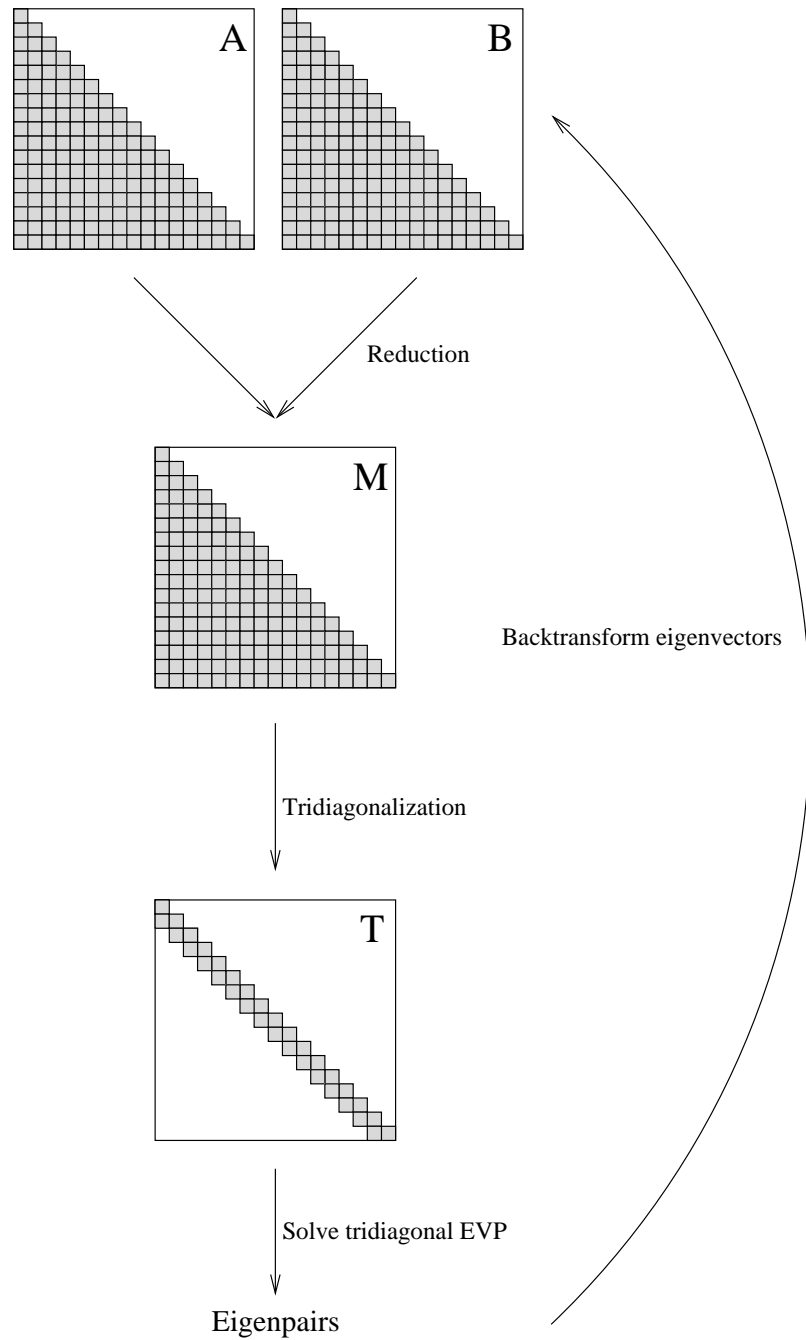 A
B
Reduction
M
Backtransform eigenvectors
Tridiagonalization
T
Solve tridiagonal EVP
Eigenpairs